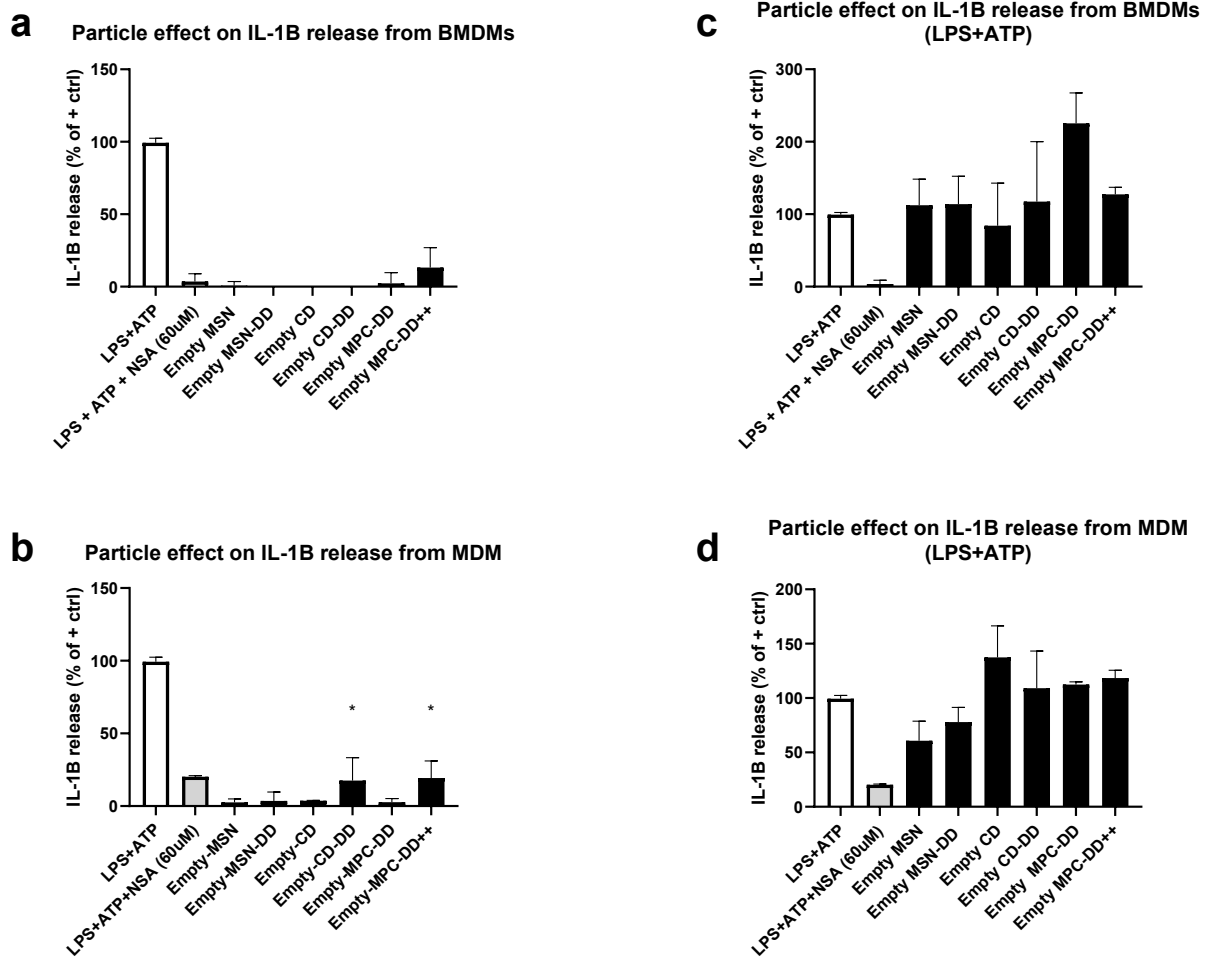 a
Particle effect on IL-1B release from BMDMs
IL-1B release (% of + ctrl)
150
100
50
0
LPS+ATP
LPS + ATP + NSA (60uM)
Empty MSN
Empty MSN-DD
Empty CD
Empty CD-DD
Empty MPC-DD
Empty MPC-DD++
c
Particle effect on IL-1B release from BMDMs
(LPS+ATP)
IL-1B release (% of + ctrl)
300
200
100
0
LPS+ATP
LPS + ATP + NSA (60uM)
Empty MSN
Empty MSN-DD
Empty CD
Empty CD-DD
Empty MPC-DD
Empty MPC-DD++
b
Particle effect on IL-1B release from MDM
IL-1B release (% of + ctrl)
150
100
50
0
*
*
LPS+ATP
LPS+ATP+NSA (60uM)
Empty-MSN
Empty-MSN-DD
Empty-CD
Empty-CD-DD
Empty-MPC-DD
Empty-MPC-DD++
d
Particle effect on IL-1B release from MDM
(LPS+ATP)
IL-1B release (% of + ctrl)
200
150
100
50
0
LPS+ATP
LPS+ATP+NSA (60uM)
Empty MSN
Empty MSN-DD
Empty CD
Empty CD-DD
Empty MPC-DD
Empty MPC-DD++